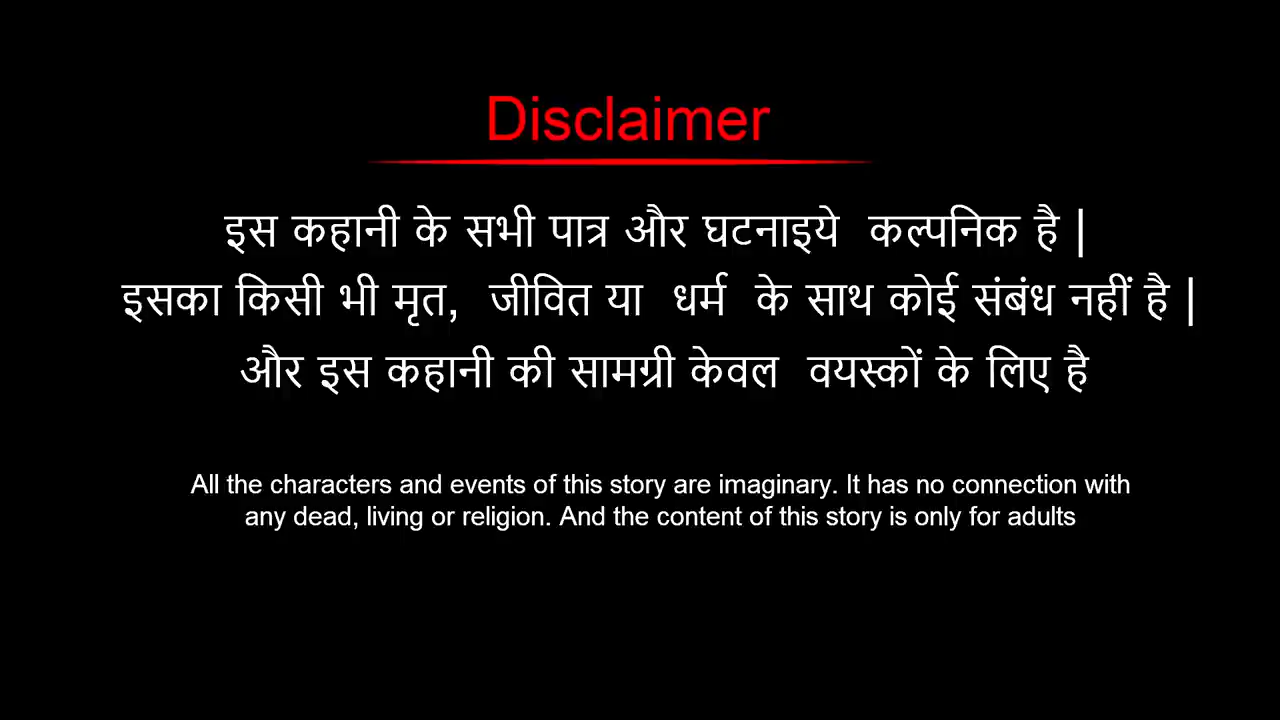 Disclaimer
इस कहानी के सभी पात्र और घटनाइये कल्पनिक है |
इसका किसी भी मृत, जीवित या धर्म के साथ कोई संबंध नहीं है |
और इस कहानी की सामग्री केवल वयस्कों के लिए है
All the characters and events of this story are imaginary. It has no connection with
any dead, living or religion. And the content of this story is only for adults